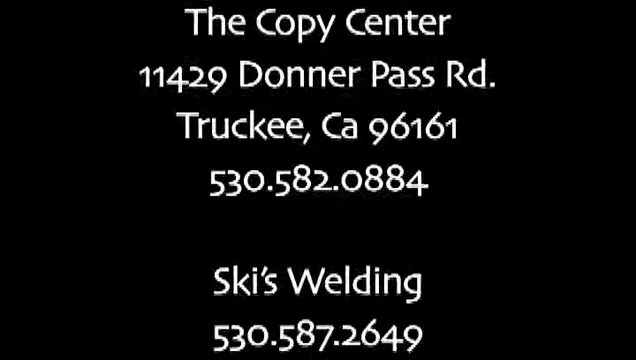 The Copy Center
11429 Donner Pass Rd.
Truckee, Ca 96161
530.582.0884
Ski's Welding
530.587.2649